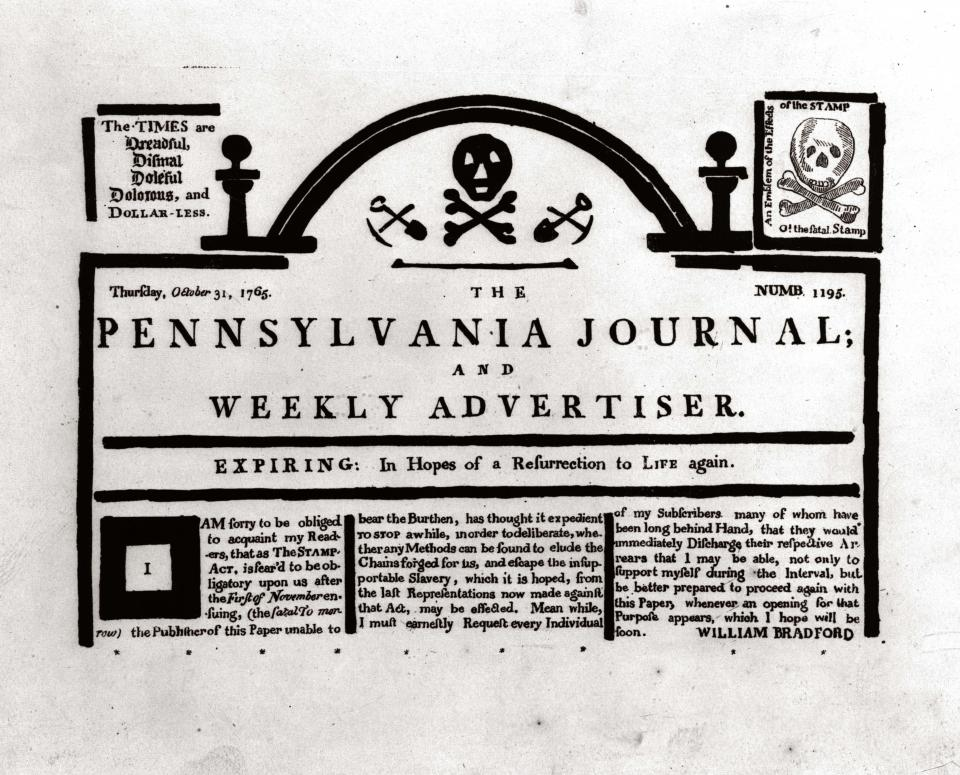 The TIMES are
Dreadful,
Dismal
Doleful
Dolorous, and
DOLLAR-LESS.
An Emblem of the Effects
of the STAMP
O! the fatal Stamp
Thurſday, October 31, 1765.
THE
NUMB. 1195.
PENNSYLVANIA JOURNAL;
AND
WEEKLY ADVERTISER.
EXPIRING: In Hopes of a Reſurrection to LIFE again.
I AM ſorry to be obliged
to acquaint my Read-
ers, that as The STAMP-
ACT, is fear'd to be ob-
ligatory upon us after
the Firſt of November en-
ſuing, (the fatal To mor-
row) the Publiſher of this Paper unable to
bear the Burthen, has thought it expedient
TO STOP awhile, in order to deliberate, whe-
ther any Methods can be found to elude the
Chains forged for us, and eſcape the inſup-
portable Slavery, which it is hoped, from
the laſt Repreſentations now made againſt
that Act, may be effected. Mean while,
I muſt earneſtly Requeſt every Individual
of my Subſcribers many of whom have
been long behind Hand, that they would
immediately Diſcharge their reſpective Ar-
rears that I may be able, not only to
ſupport myſelf during the Interval, but
be better prepared to proceed again with
this Paper, whenever an opening for that
Purpoſe appears, which I hope will be
ſoon. WILLIAM BRADFORD